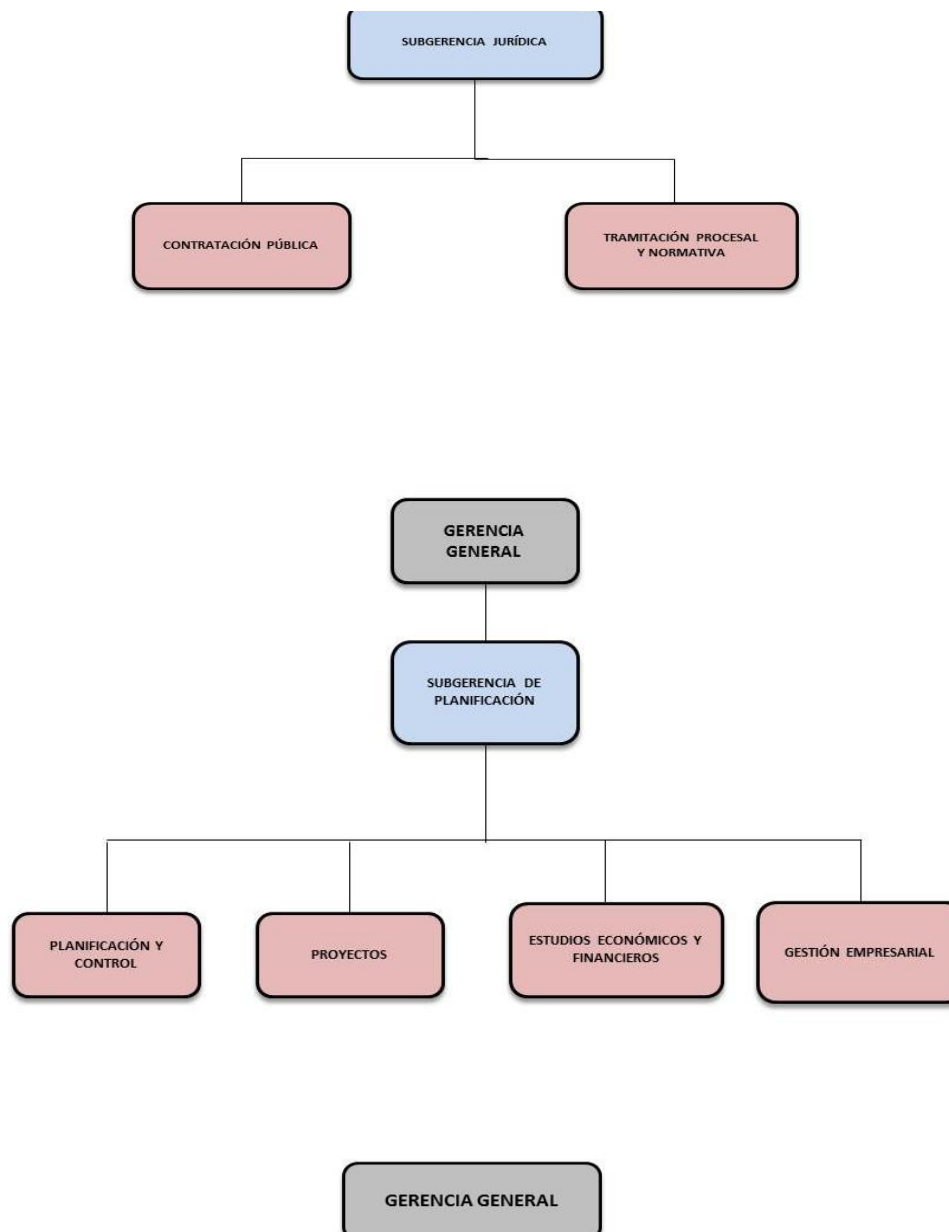 SUBGERENCIA JURÍDICA
CONTRATACIÓN PÚBLICA
TRAMITACIÓN PROCESAL
Y NORMATIVA
GERENCIA
GENERAL
SUBGERENCIA DE
PLANIFICACIÓN
PLANIFICACIÓN Y
CONTROL
PROYECTOS
ESTUDIOS ECONÓMICOS Y
FINANCIEROS
GESTIÓN EMPRESARIAL
GERENCIA GENERAL